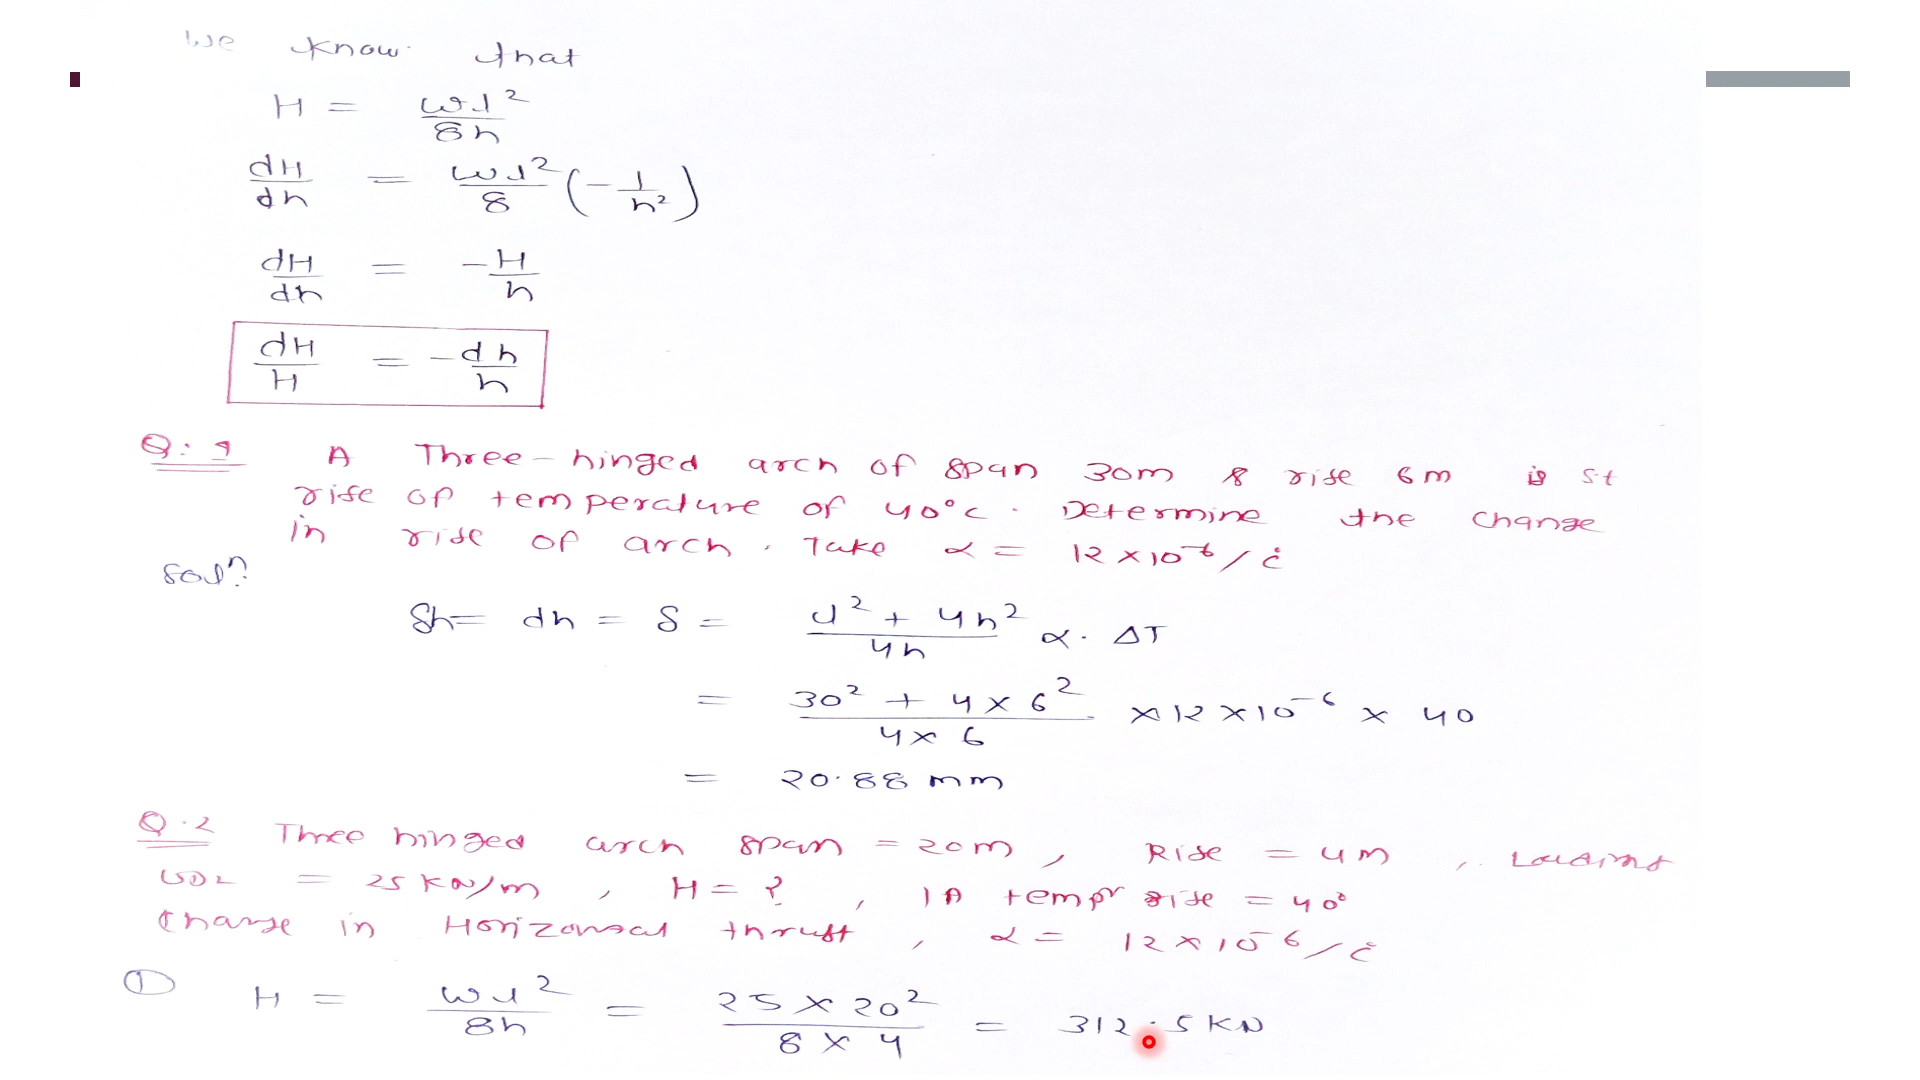 We know that
H = wl²/8h
dH/dh = wl²/8 (-1/h²)
dH/dh = -H/h
dH/H = -dh/h
Q:1 A Three-hinged arch of span 30m & rise 6m is St
rise of temperature of 40°C. Determine the change
in rise of arch. Take α = 12×10⁻⁶/°C
Solⁿ
δh = dh = δ = (l² + 4h²)/4h α. ΔT
= (30² + 4×6²)/(4×6) ×12×10⁻⁶ × 40
= 20.88 mm
Q.2 Three hinged arch span = 20m, Rise = 4m, Loading
UDL = 25 KN/m, H = ?, If tempr rise = 40°
change in Horizontal thrust, α = 12×10⁻⁶/°C
① H = wl²/8h = (25×20²)/(8×4) = 312.5 KN